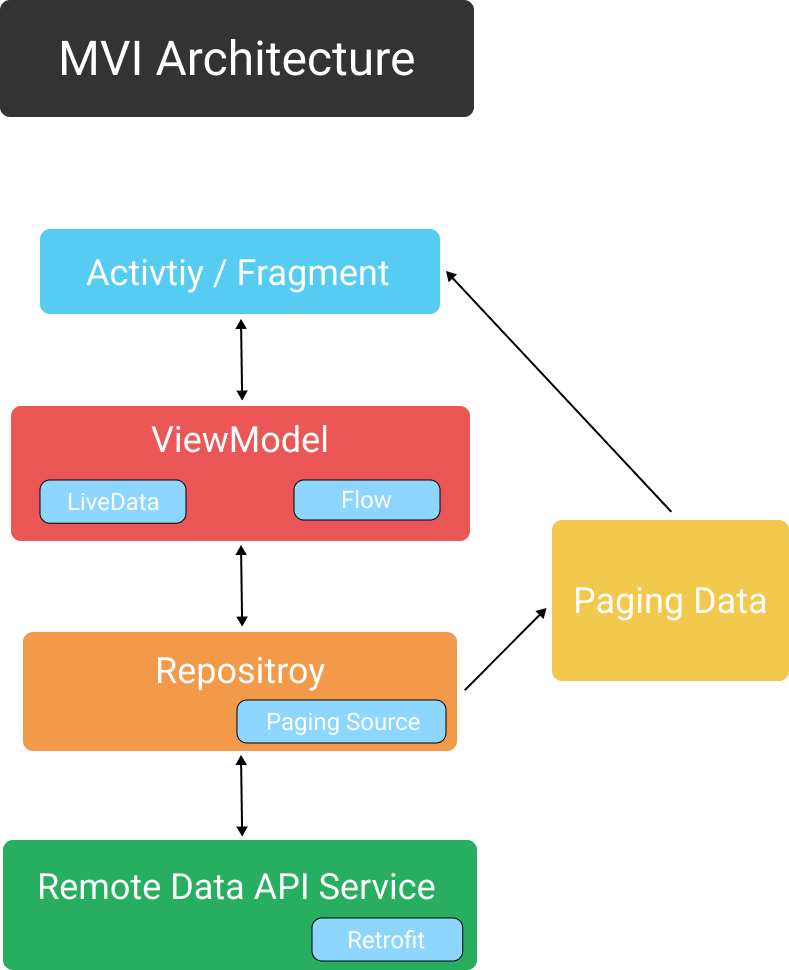 MVI Architecture
Activtiy / Fragment
ViewModel
LiveData
Flow
Paging Data
Repositroy
Paging Source
Remote Data API Service
Retrofit